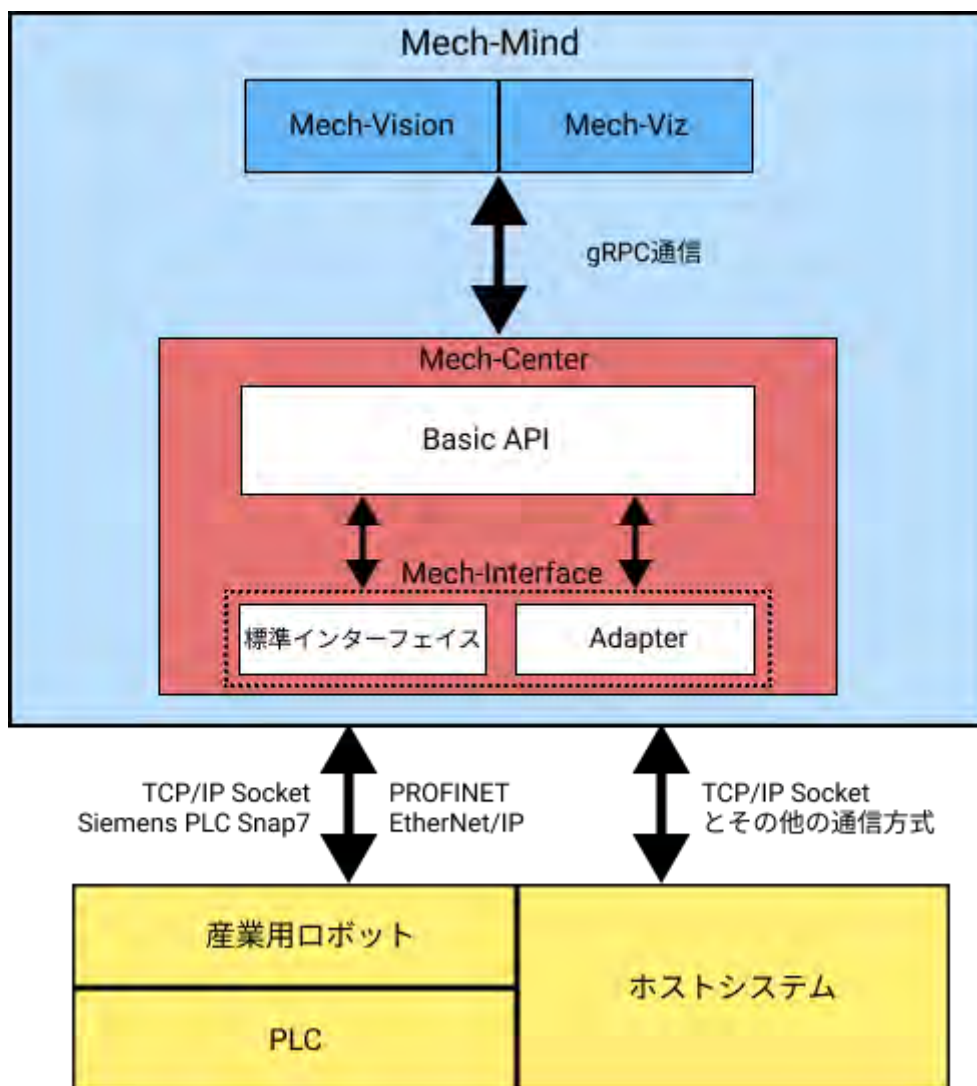 Mech-Mind
Mech-Vision
Mech-Viz
gRPC通信
Mech-Center
Basic API
Mech-Interface
標準インターフェイス
Adapter
TCP/IP Socket
Siemens PLC Snap7
PROFINET
EtherNet/IP
TCP/IP Socket
とその他の通信方式
産業用ロボット
ホストシステム
PLC